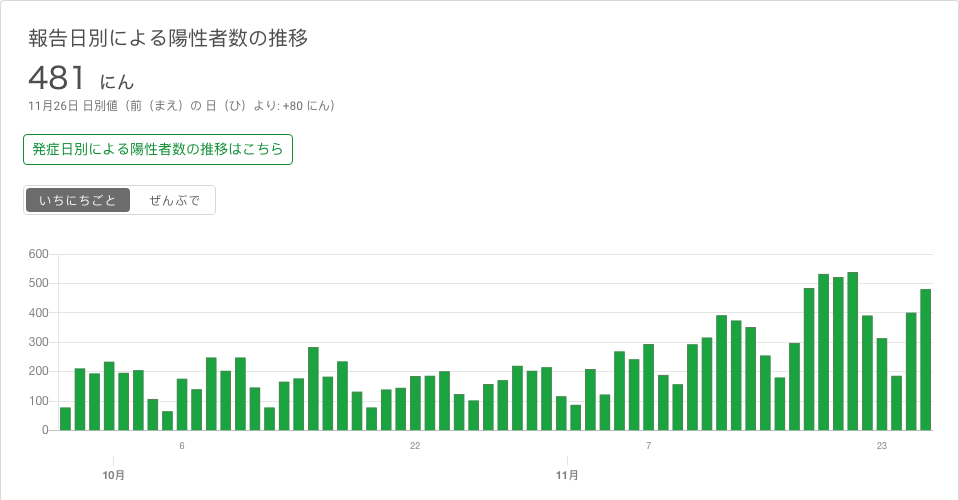 報告日別による陽性者数の推移
481 にん
11月26日 日別値（前（まえ）の 日（ひ）より: +80 にん）
発症日別による陽性者数の推移はこちら
いちにちごと ぜんぶで
600
500
400
300
200
100
0
6 22 7 23
10月 11月